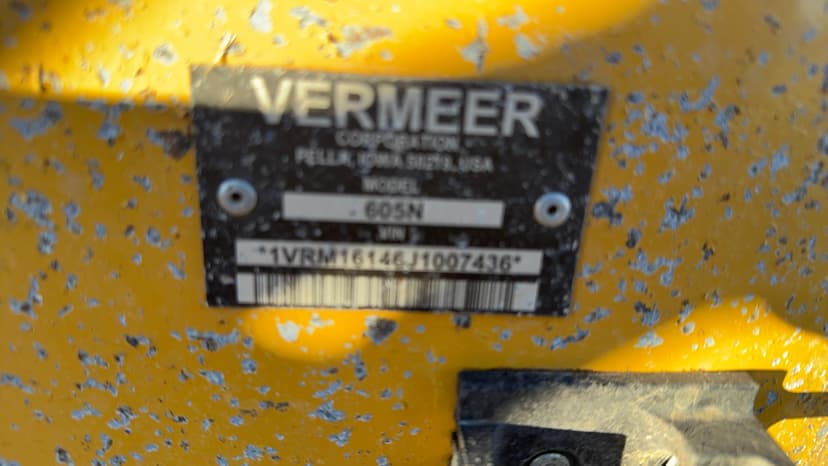 VERMEER
CORPORATION
PELLA, IOWA 50219, USA
MODEL
605N
VIN
*1VRM16146J1007436*